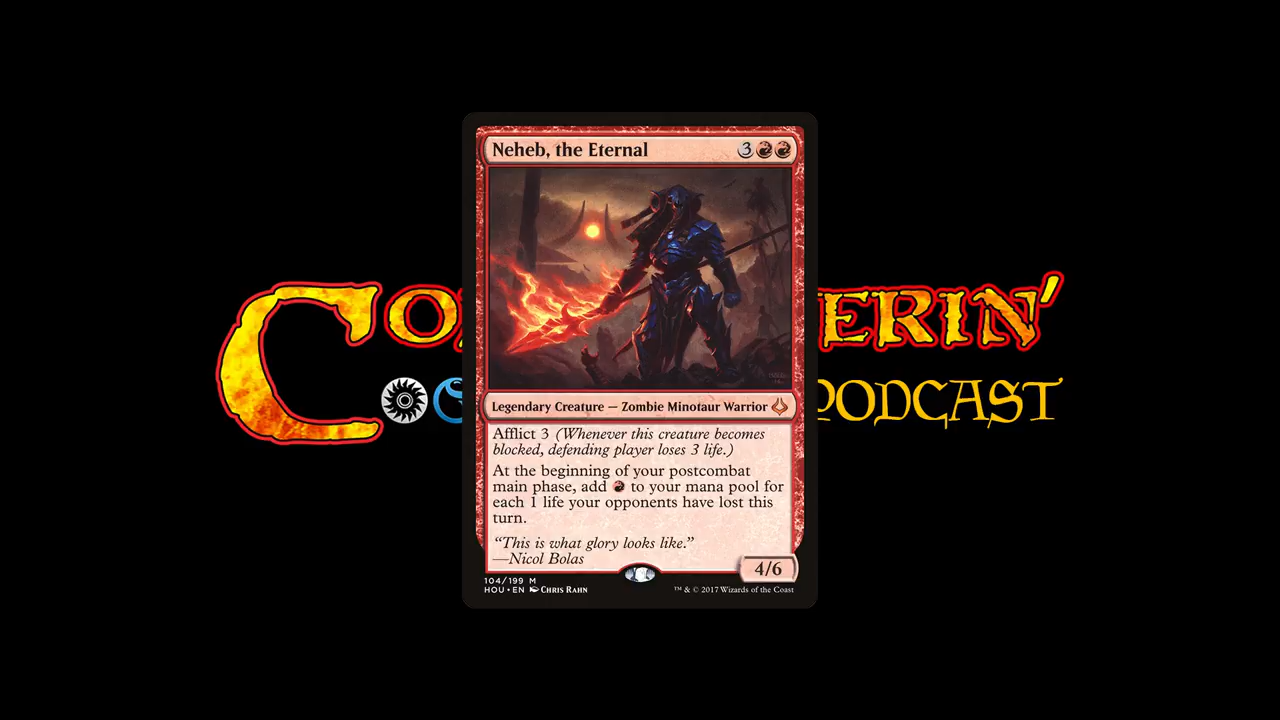 Neheb, the Eternal 3
Legendary Creature — Zombie Minotaur Warrior
Afflict 3 (Whenever this creature becomes
blocked, defending player loses 3 life.)
At the beginning of your postcombat
main phase, add to your mana pool for
each 1 life your opponents have lost this
turn.
“This is what glory looks like.”
—Nicol Bolas
4/6
104/199 M
HOU • EN Chris Rahn
™ & © 2017 Wizards of the Coast
PODCAST